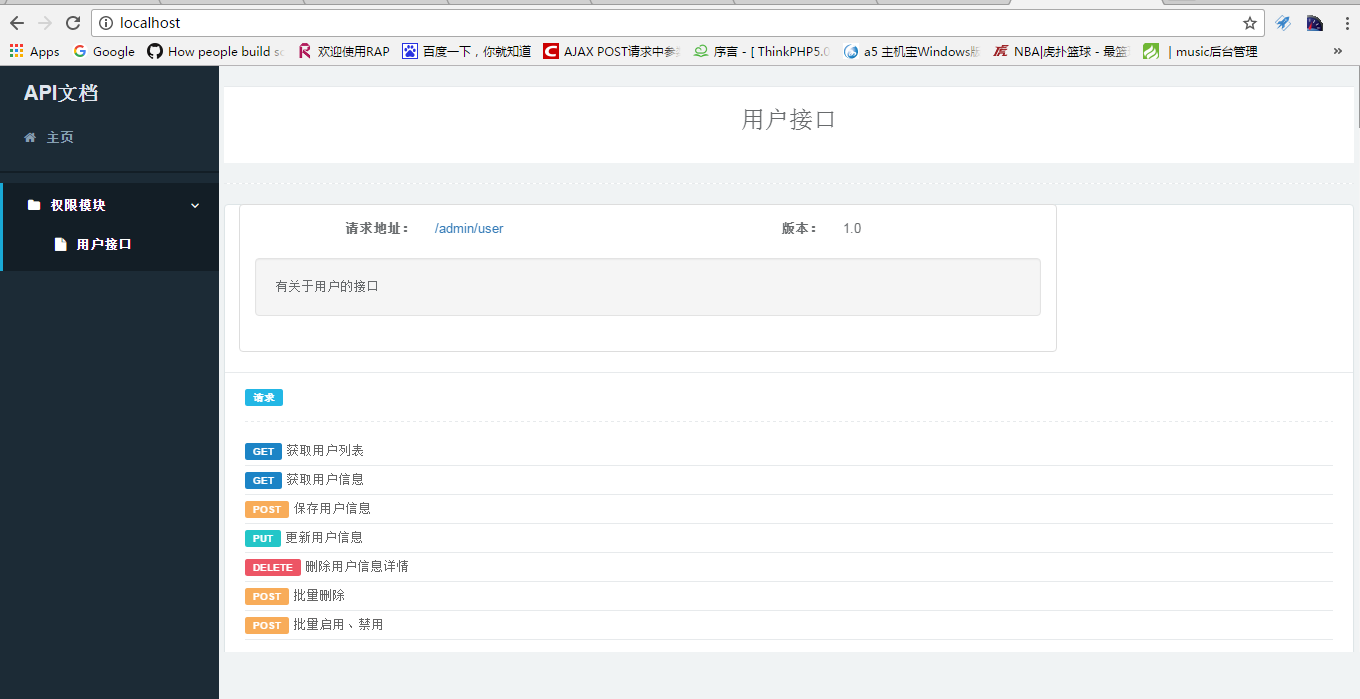 localhost
Apps Google How people build so 欢迎使用RAP 百度一下，你就知道 AJAX POST请求中参 序言 - [ ThinkPHP5.0 a5 主机宝Windows版 NBA|虎扑篮球 - 最篮 | music后台管理 »
API文档
主页
权限模块
用户接口
用户接口
请求地址： /admin/user 版本： 1.0
有关于用户的接口
请求
GET 获取用户列表
GET 获取用户信息
POST 保存用户信息
PUT 更新用户信息
DELETE 删除用户信息详情
POST 批量删除
POST 批量启用、禁用